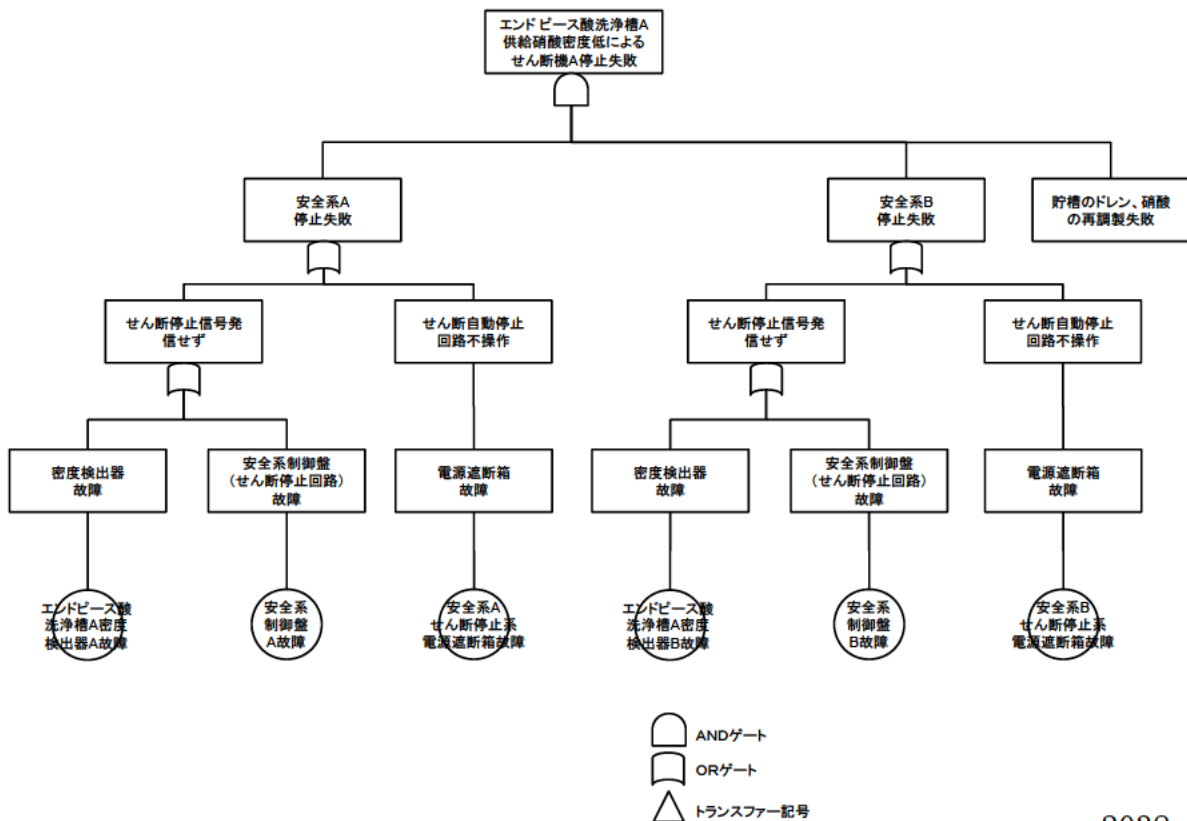 エンドピース酸洗浄槽A
供給硝酸密度低による
せん断機A停止失敗
安全系A
停止失敗
安全系B
停止失敗
貯槽のドレン、硝酸
の再調製失敗
せん断停止信号発
信せず
せん断自動停止
回路不操作
せん断停止信号発
信せず
せん断自動停止
回路不操作
密度検出器
故障
安全系制御盤
(せん断停止回路)
故障
電源遮断箱
故障
密度検出器
故障
安全系制御盤
(せん断停止回路)
故障
電源遮断箱
故障
エンドピース酸
洗浄槽A密度
検出器A故障
安全系
制御盤
A故障
安全系A
せん断停止系
電源遮断箱故障
エンドピース酸
洗浄槽A密度
検出器B故障
安全系
制御盤
B故障
安全系B
せん断停止系
電源遮断箱故障
ANDゲート
ORゲート
トランスファー記号